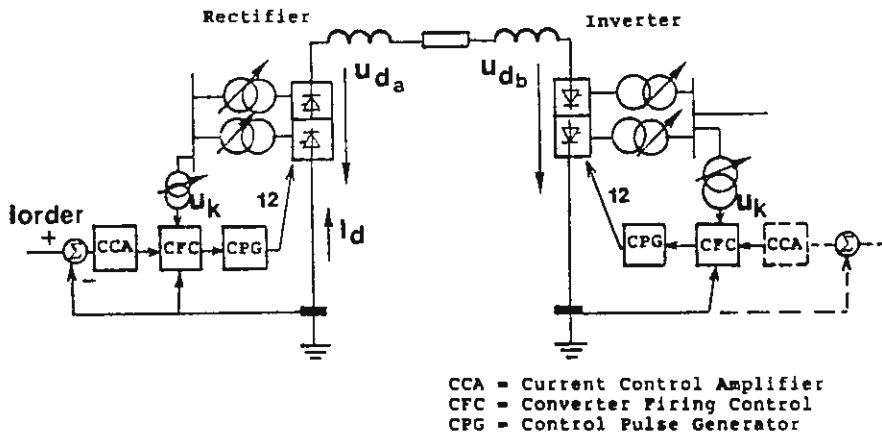 Rectifier
Inverter
u_da
u_db
u_k
12
12
u_k
Iorder
+
Σ
CCA
CFC
CPG
I_d
−
CPG
CFC
CCA
Σ
CCA = Current Control Amplifier
CFC = Converter Firing Control
CPG = Control Pulse Generator